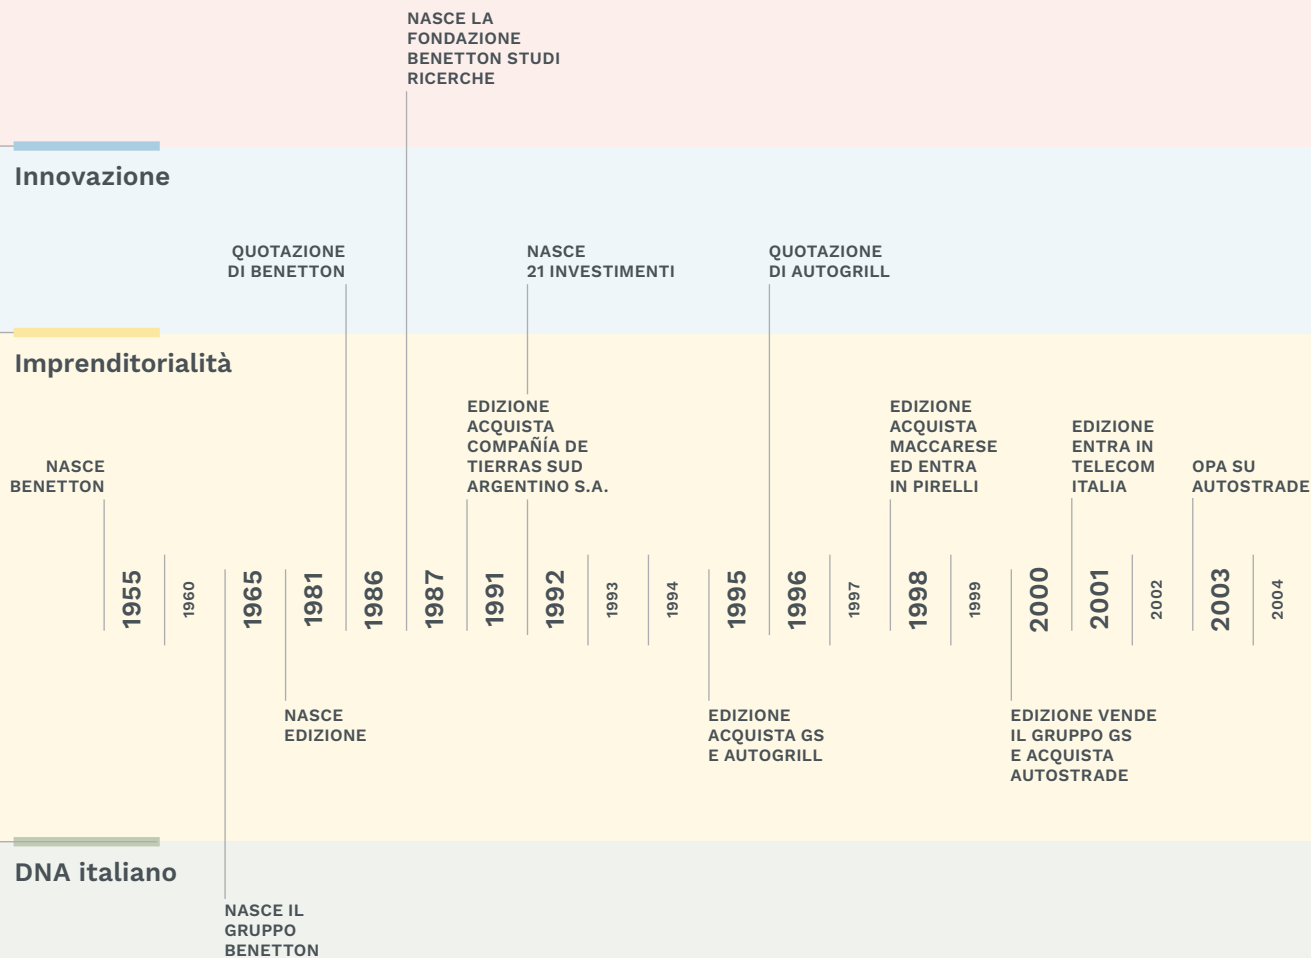 NASCE LA
FONDAZIONE
BENETTON STUDI
RICERCHE
Innovazione
QUOTAZIONE
DI BENETTON
NASCE
21 INVESTIMENTI
QUOTAZIONE
DI AUTOGRILL
Imprenditorialità
NASCE
BENETTON
EDIZIONE
ACQUISTA
COMPAÑÍA DE
TIERRAS SUD
ARGENTINO S.A.
EDIZIONE
ACQUISTA
MACCARESE
ED ENTRA
IN PIRELLI
EDIZIONE
ENTRA IN
TELECOM
ITALIA
OPA SU
AUTOSTRADE
1955
1960
1965
1981
1986
1987
1991
1992
1993
1994
1995
1996
1997
1998
1999
2000
2001
2002
2003
2004
NASCE
EDIZIONE
EDIZIONE
ACQUISTA GS
E AUTOGRILL
EDIZIONE VENDE
IL GRUPPO GS
E ACQUISTA
AUTOSTRADE
DNA italiano
NASCE IL
GRUPPO
BENETTON